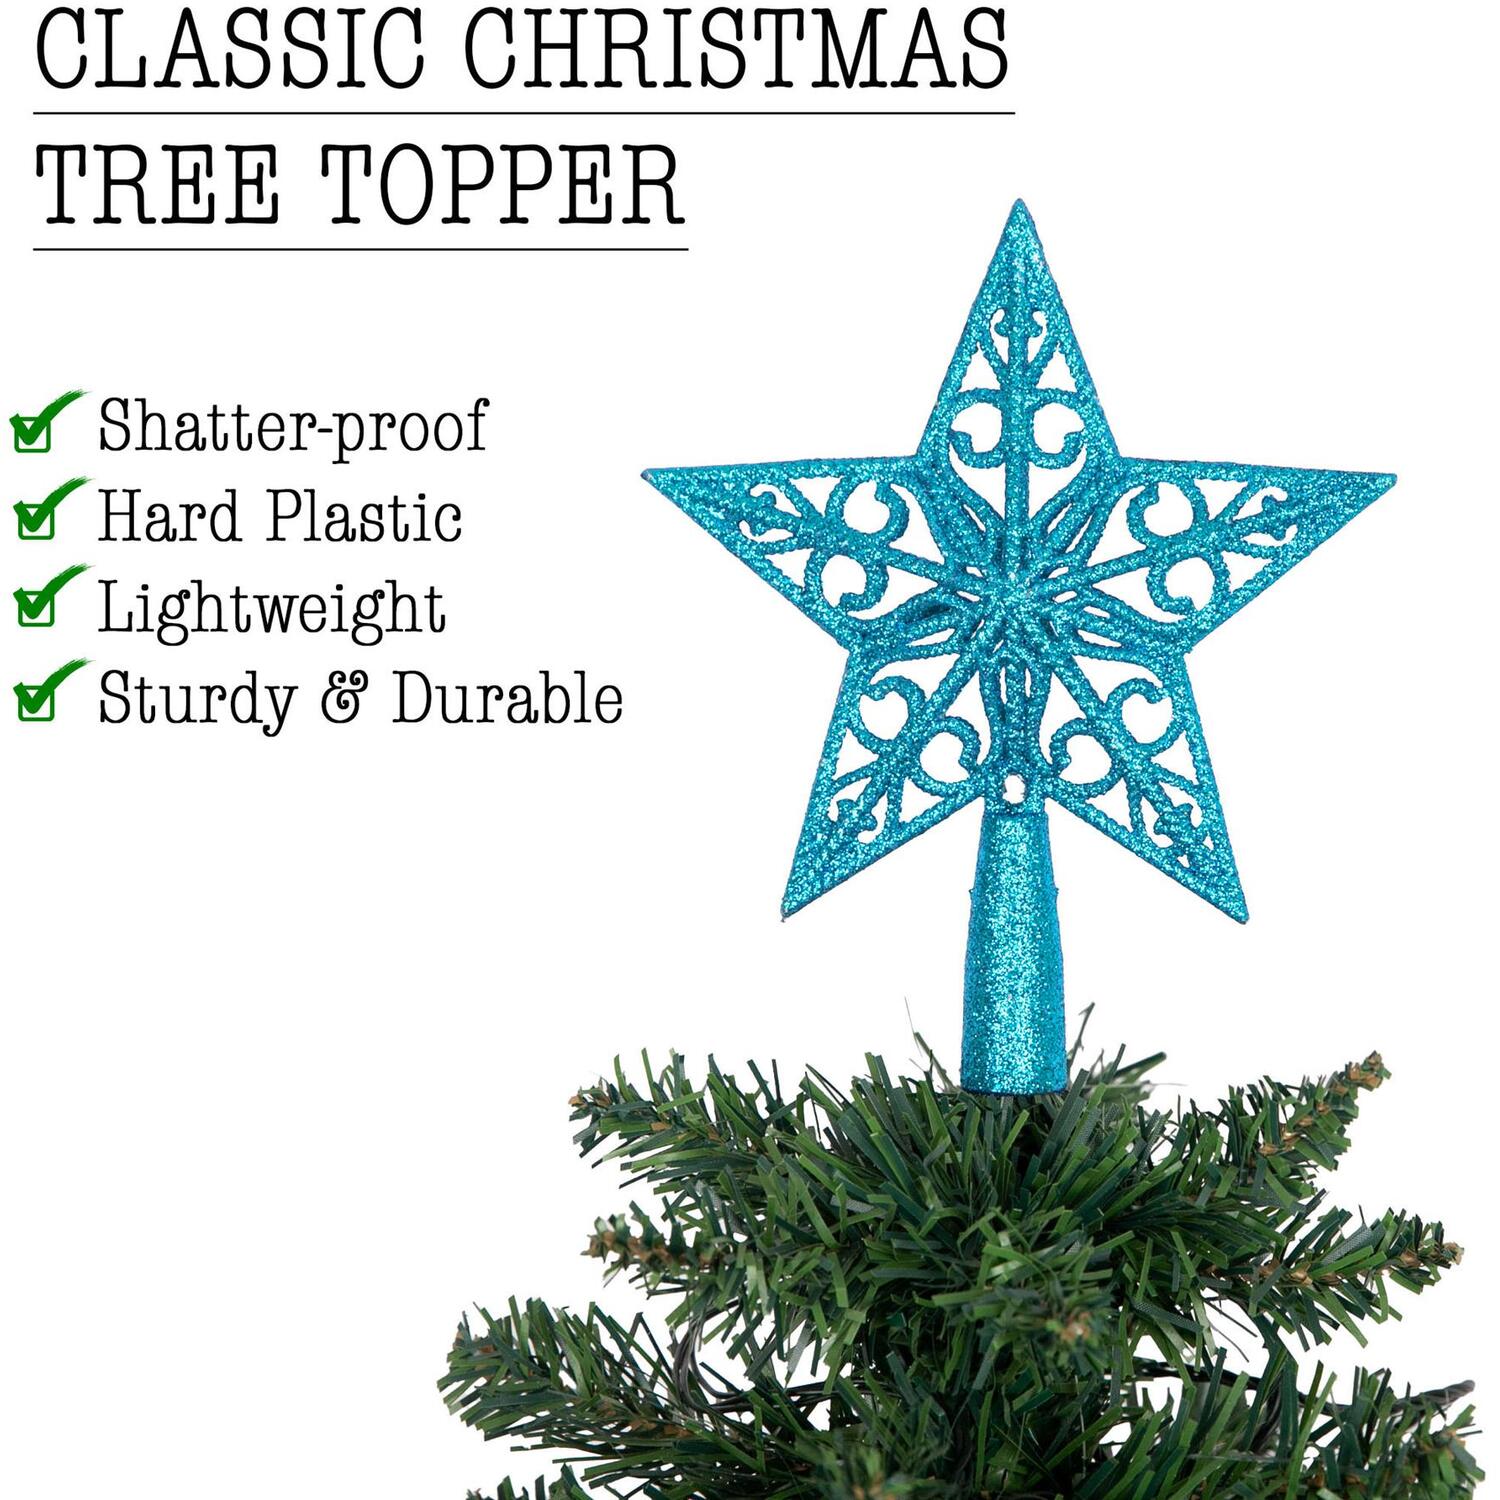 CLASSIC CHRISTMAS
TREE TOPPER
Shatter-proof
Hard Plastic
Lightweight
Sturdy & Durable